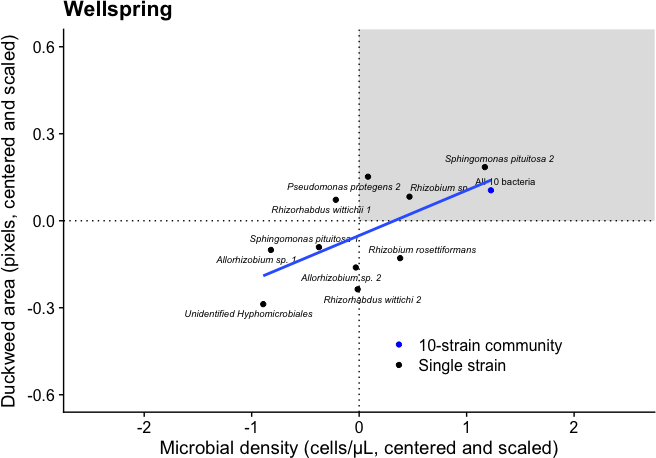 Wellspring
Duckweed area (pixels, centered and scaled)
0.6
0.3
0.0
-0.3
-0.6
Sphingomonas pituitosa 2
All 10 bacteria
Pseudomonas protegens 2
Rhizobium sp.
Rhizorhabdus wittichii 1
Sphingomonas pituitosa 1
Rhizobium rosettiformans
Allorhizobium sp. 1
Allorhizobium sp. 2
Rhizorhabdus wittichi 2
Unidentified Hyphomicrobiales
10-strain community
Single strain
-2
-1
0
1
2
Microbial density (cells/µL, centered and scaled)